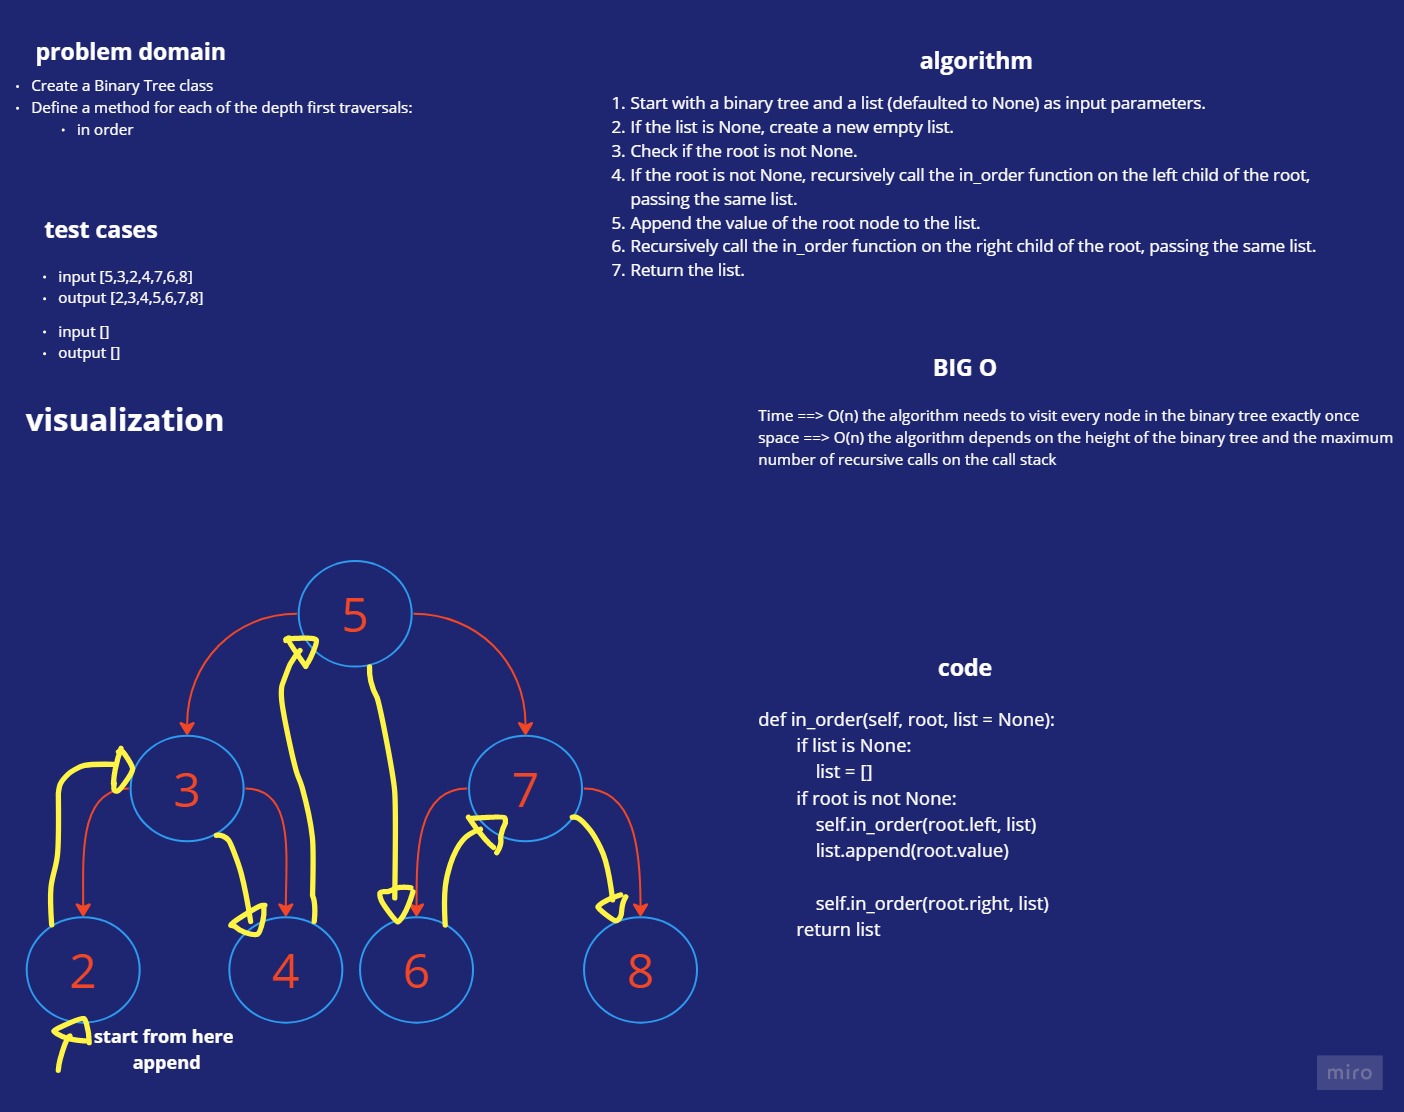 problem domain
• Create a Binary Tree class
• Define a method for each of the depth first traversals:
• in order
test cases
• input [5,3,2,4,7,6,8]
• output [2,3,4,5,6,7,8]
• input []
• output []
visualization
5
3
7
2
4
6
8
start from here
append
algorithm
1. Start with a binary tree and a list (defaulted to None) as input parameters.
2. If the list is None, create a new empty list.
3. Check if the root is not None.
4. If the root is not None, recursively call the in_order function on the left child of the root,
passing the same list.
5. Append the value of the root node to the list.
6. Recursively call the in_order function on the right child of the root, passing the same list.
7. Return the list.
BIG O
Time ==> O(n) the algorithm needs to visit every node in the binary tree exactly once
space ==> O(n) the algorithm depends on the height of the binary tree and the maximum
number of recursive calls on the call stack
code
def in_order(self, root, list = None):
if list is None:
list = []
if root is not None:
self.in_order(root.left, list)
list.append(root.value)
self.in_order(root.right, list)
return list
miro